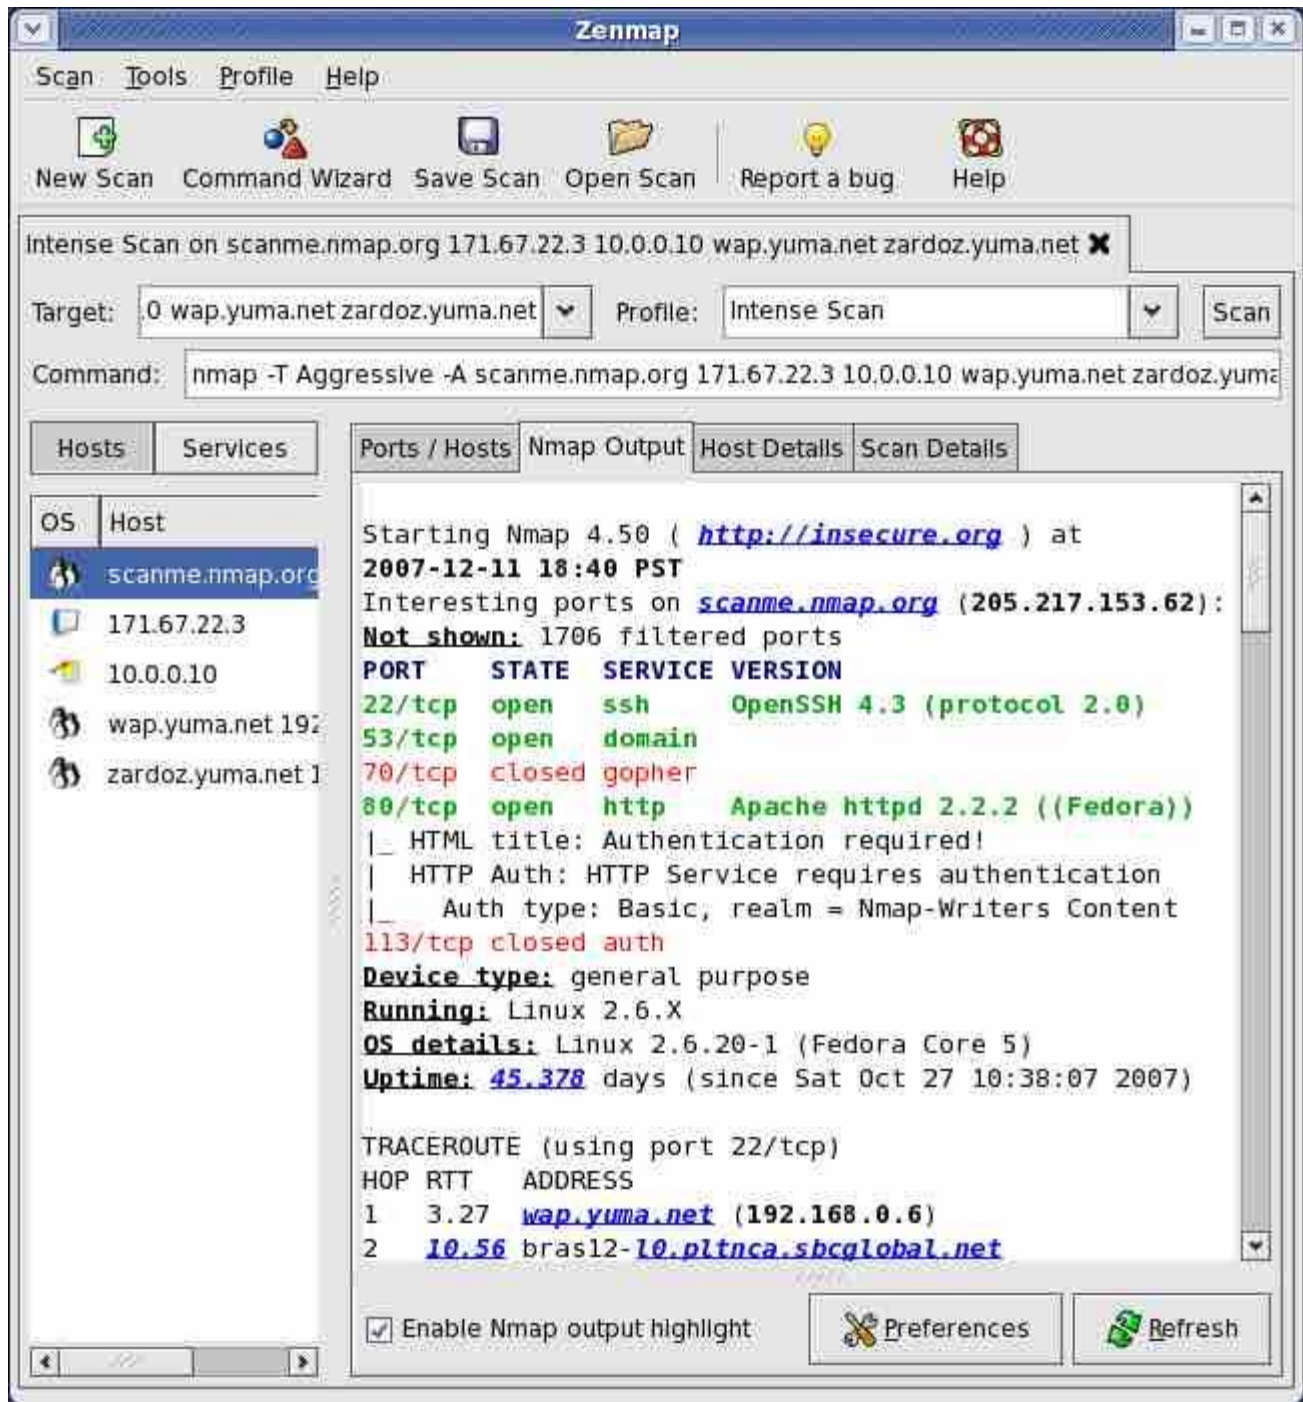 Zenmap
Scan Tools Profile Help
New Scan Command Wizard Save Scan Open Scan Report a bug Help
Intense Scan on scanme.nmap.org 171.67.22.3 10.0.0.10 wap.yuma.net zardoz.yuma.net
Target: .0 wap.yuma.net zardoz.yuma.net Profile: Intense Scan Scan
Command: nmap -T Aggressive -A scanme.nmap.org 171.67.22.3 10.0.0.10 wap.yuma.net zardoz.yuma
Hosts Services
OS Host
scanme.nmap.org
171.67.22.3
10.0.0.10
wap.yuma.net 192
zardoz.yuma.net 1
Ports / Hosts Nmap Output Host Details Scan Details
Starting Nmap 4.50 ( http://insecure.org ) at
2007-12-11 18:40 PST
Interesting ports on scanme.nmap.org (205.217.153.62):
Not shown: 1706 filtered ports
PORT STATE SERVICE VERSION
22/tcp open ssh OpenSSH 4.3 (protocol 2.0)
53/tcp open domain
70/tcp closed gopher
80/tcp open http Apache httpd 2.2.2 ((Fedora))
|_ HTML title: Authentication required!
| HTTP Auth: HTTP Service requires authentication
|_ Auth type: Basic, realm = Nmap-Writers Content
113/tcp closed auth
Device type: general purpose
Running: Linux 2.6.X
OS details: Linux 2.6.20-1 (Fedora Core 5)
Uptime: 45.378 days (since Sat Oct 27 10:38:07 2007)
TRACEROUTE (using port 22/tcp)
HOP RTT ADDRESS
1 3.27 wap.yuma.net (192.168.0.6)
2 10.56 bras12-l0.pltnca.sbcglobal.net
Enable Nmap output highlight Preferences Refresh